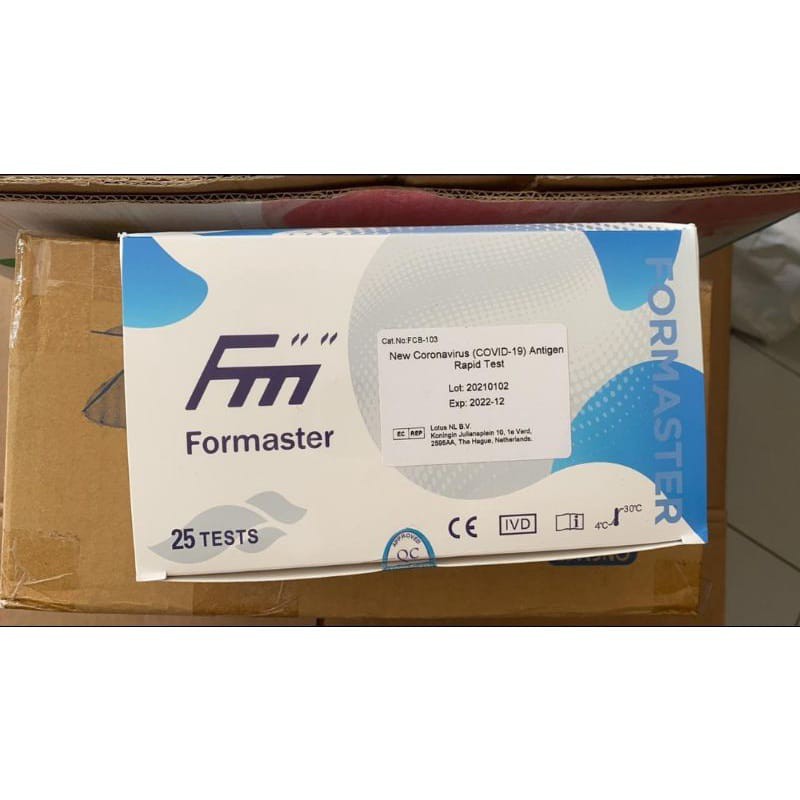 Fm
Formaster
25 TESTS
Cat.No:FCB-103
New Coronavirus (COVID-19) Antigen
Rapid Test
Lot: 20210102
Exp: 2022-12
EC REP
Lotus NL B.V.
Koningin Julianaplein 10, 1e Verd,
2595AA, The Hague, Netherlands.
APPROVED
QC
CE
IVD
i
4℃
30℃
FORMASTER